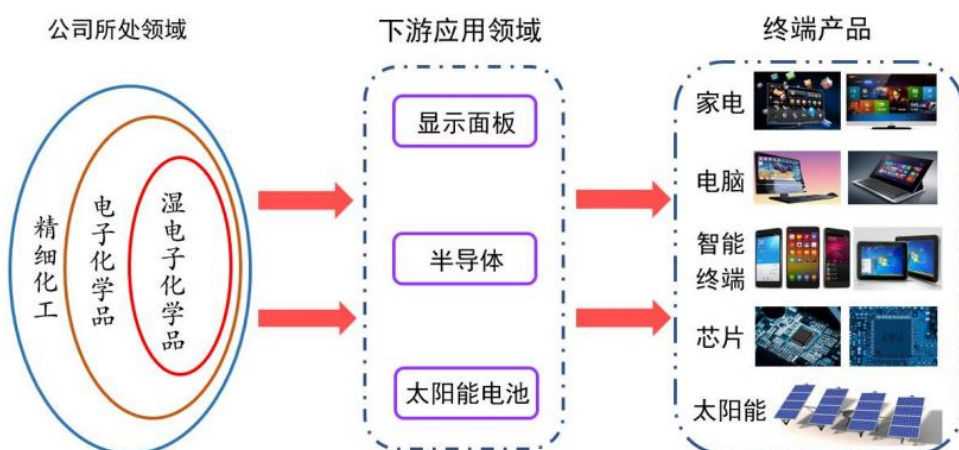 公司所处领域
下游应用领域
终端产品
精细化工
电子化学品
湿电子化学品
显示面板
半导体
太阳能电池
家电
电脑
智能
终端
芯片
太阳能